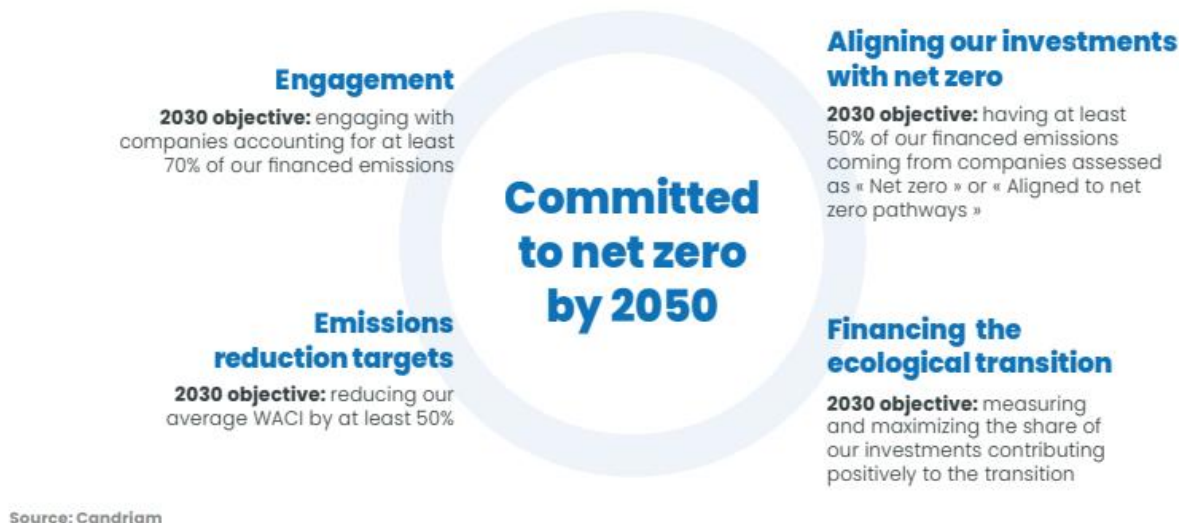 Engagement
2030 objective: engaging with
companies accounting for at least
70% of our financed emissions
Aligning our investments
with net zero
2030 objective: having at least
50% of our financed emissions
coming from companies assessed
as « Net zero » or « Aligned to net
zero pathways »
Committed
to net zero
by 2050
Emissions
reduction targets
2030 objective: reducing our
average WACI by at least 50%
Financing the
ecological transition
2030 objective: measuring
and maximizing the share of
our investments contributing
positively to the transition
Source: Candriam